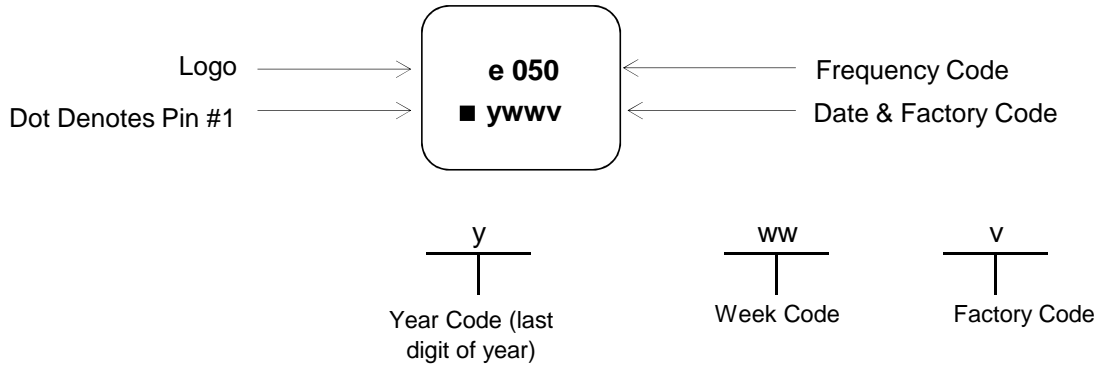 Logo
Dot Denotes Pin #1
e 050
■ ywwv
Frequency Code
Date & Factory Code
y
Year Code (last
digit of year)
ww
Week Code
v
Factory Code